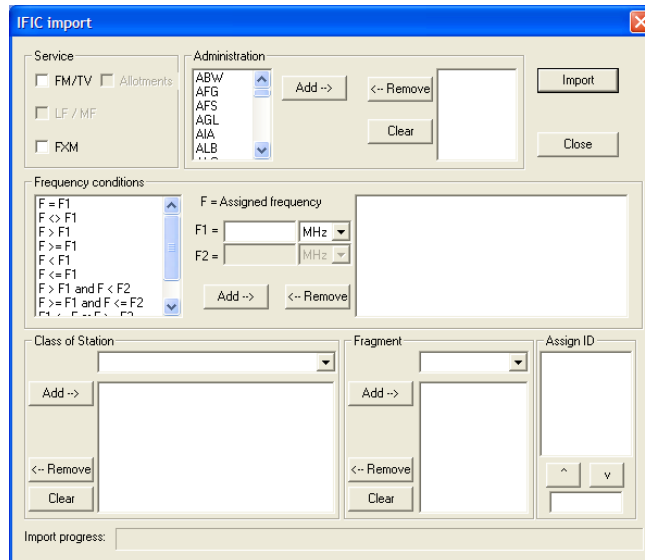 IFIC import
Service
FM/TV
Allotments
LF / MF
FXM
Administration
ABW
AFG
AFS
AGL
AIA
ALB
Add -->
<-- Remove
Clear
Import
Close
Frequency conditions
F = F1
F <> F1
F > F1
F >= F1
F < F1
F <= F1
F > F1 and F < F2
F >= F1 and F <= F2
F = Assigned frequency
F1 =
MHz
F2 =
MHz
Add -->
<-- Remove
Class of Station
Add -->
<-- Remove
Clear
Fragment
Add -->
<-- Remove
Clear
Assign ID
^
v
Import progress: